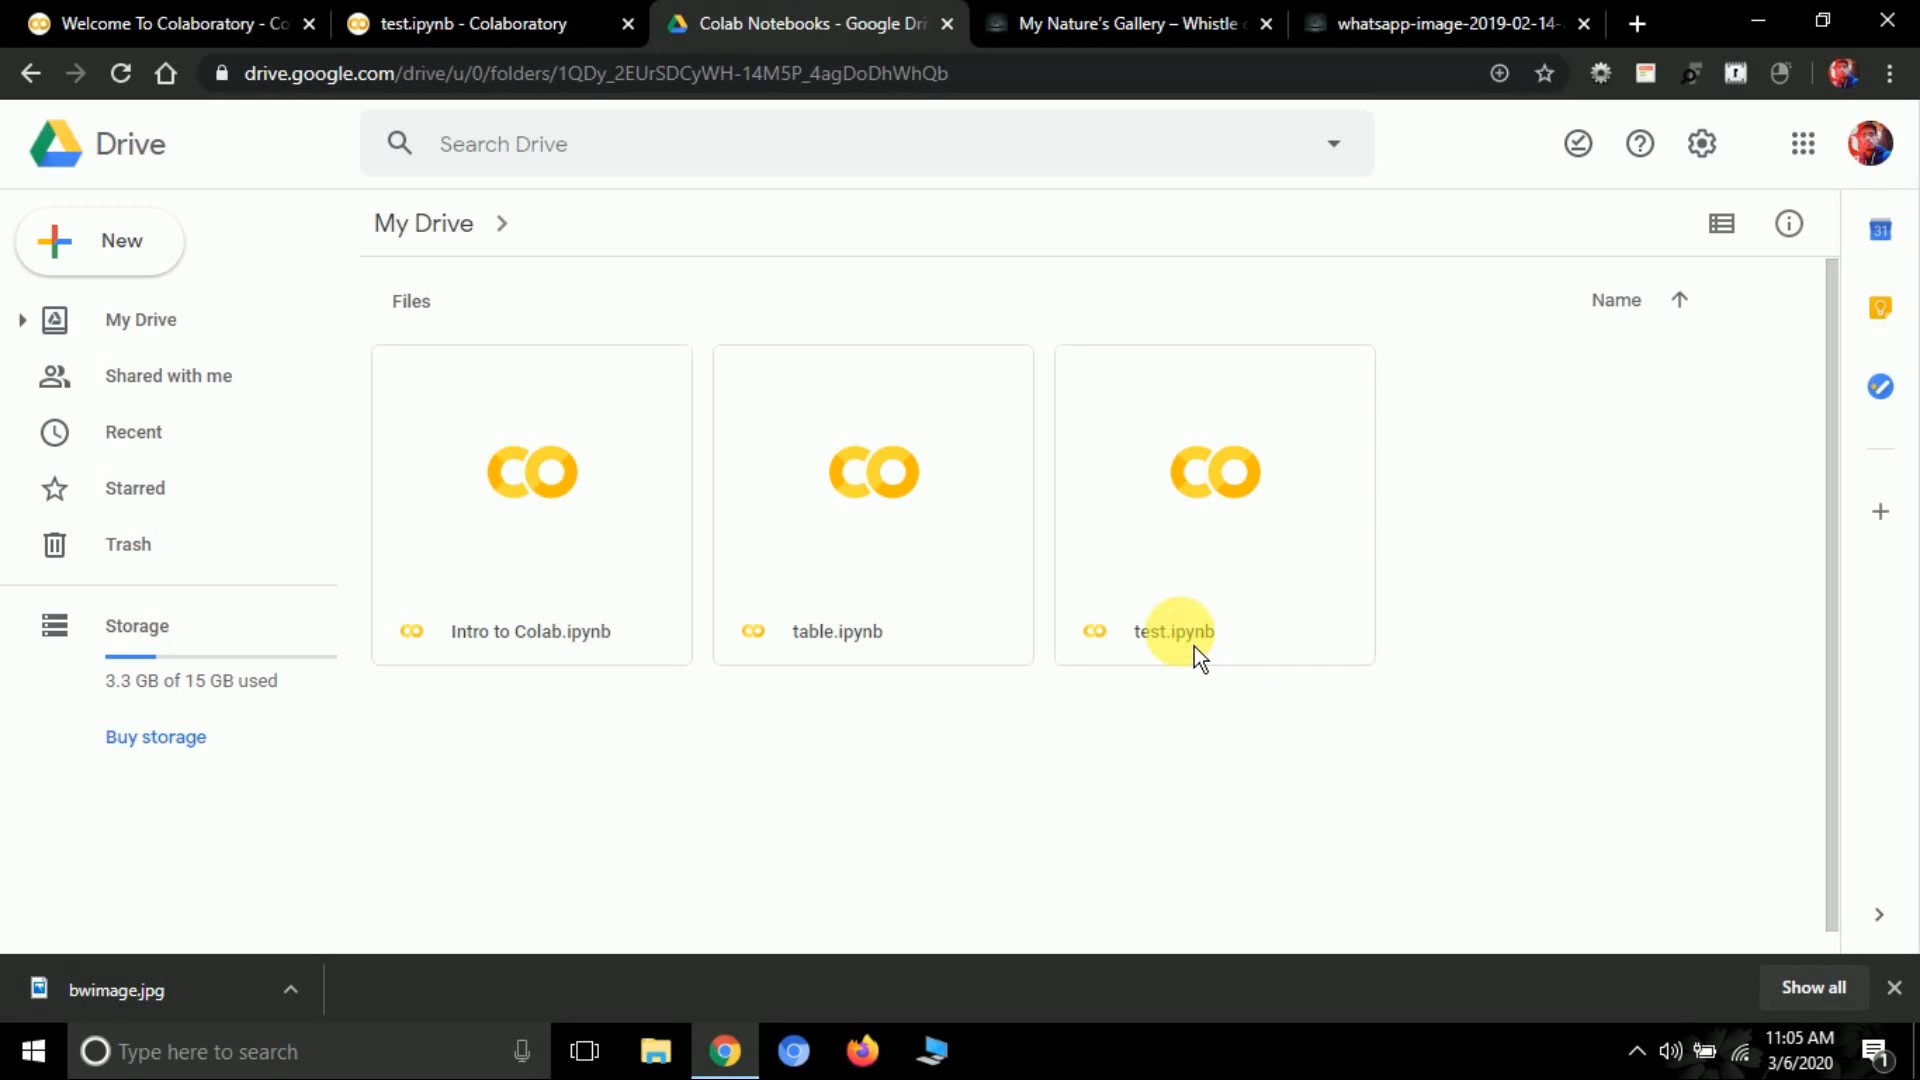 Welcome To Colaboratory - Co
test.ipynb - Colaboratory
Colab Notebooks - Google Dri
My Nature's Gallery – Whistle
whatsapp-image-2019-02-14-
drive.google.com/drive/u/0/folders/1QDy_2EUrSDCyWH-14M5P_4agDoDhWhQb
Drive
Search Drive
New
My Drive
31
My Drive
Shared with me
Recent
Starred
Trash
Storage
3.3 GB of 15 GB used
Buy storage
Files
Name
CO
CO
CO
Intro to Colab.ipynb
table.ipynb
test.ipynb
bwimage.jpg
Show all
Type here to search
11:05 AM
3/6/2020
1